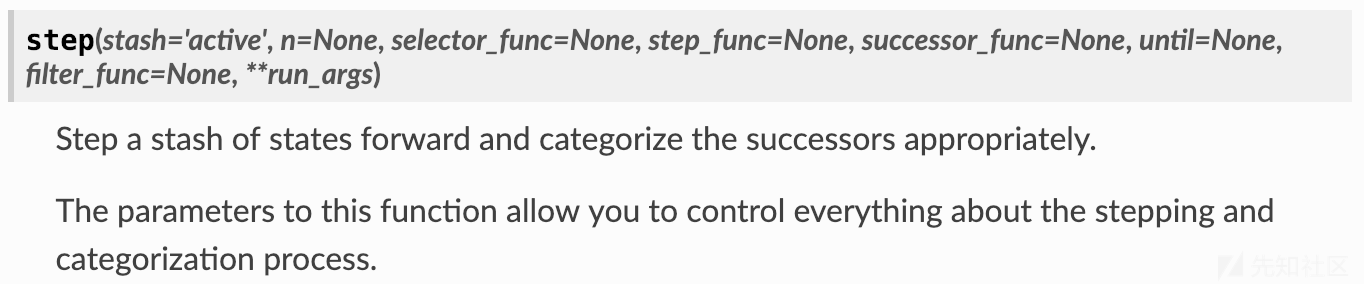 step(stash='active', n=None, selector_func=None, step_func=None, successor_func=None, until=None,
filter_func=None, **run_args)
Step a stash of states forward and categorize the successors appropriately.
The parameters to this function allow you to control everything about the stepping and
categorization process.
先知社区